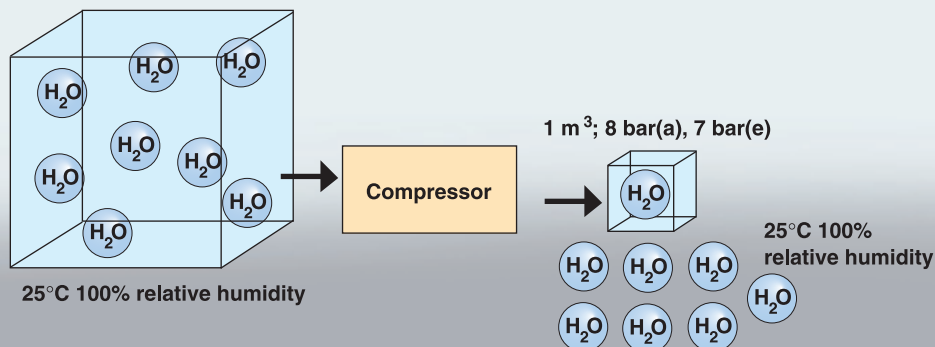 H₂O
H₂O
H₂O
H₂O
H₂O
H₂O
H₂O
H₂O
25°C 100% relative humidity
Compressor
1 m³; 8 bar(a), 7 bar(e)
H₂O
25°C 100%
relative humidity
H₂O H₂O H₂O
H₂O
H₂O H₂O H₂O